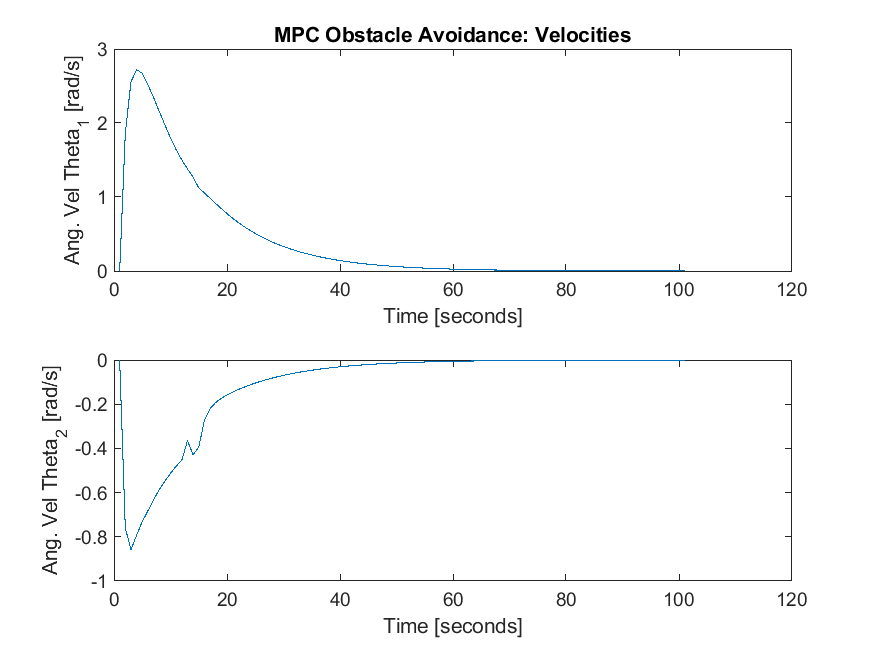 MPC Obstacle Avoidance: Velocities
Ang. Vel Theta_1 [rad/s]
3
2
1
0
0 20 40 60 80 100 120
Time [seconds]
Ang. Vel Theta_2 [rad/s]
0
-0.2
-0.4
-0.6
-0.8
-1
0 20 40 60 80 100 120
Time [seconds]